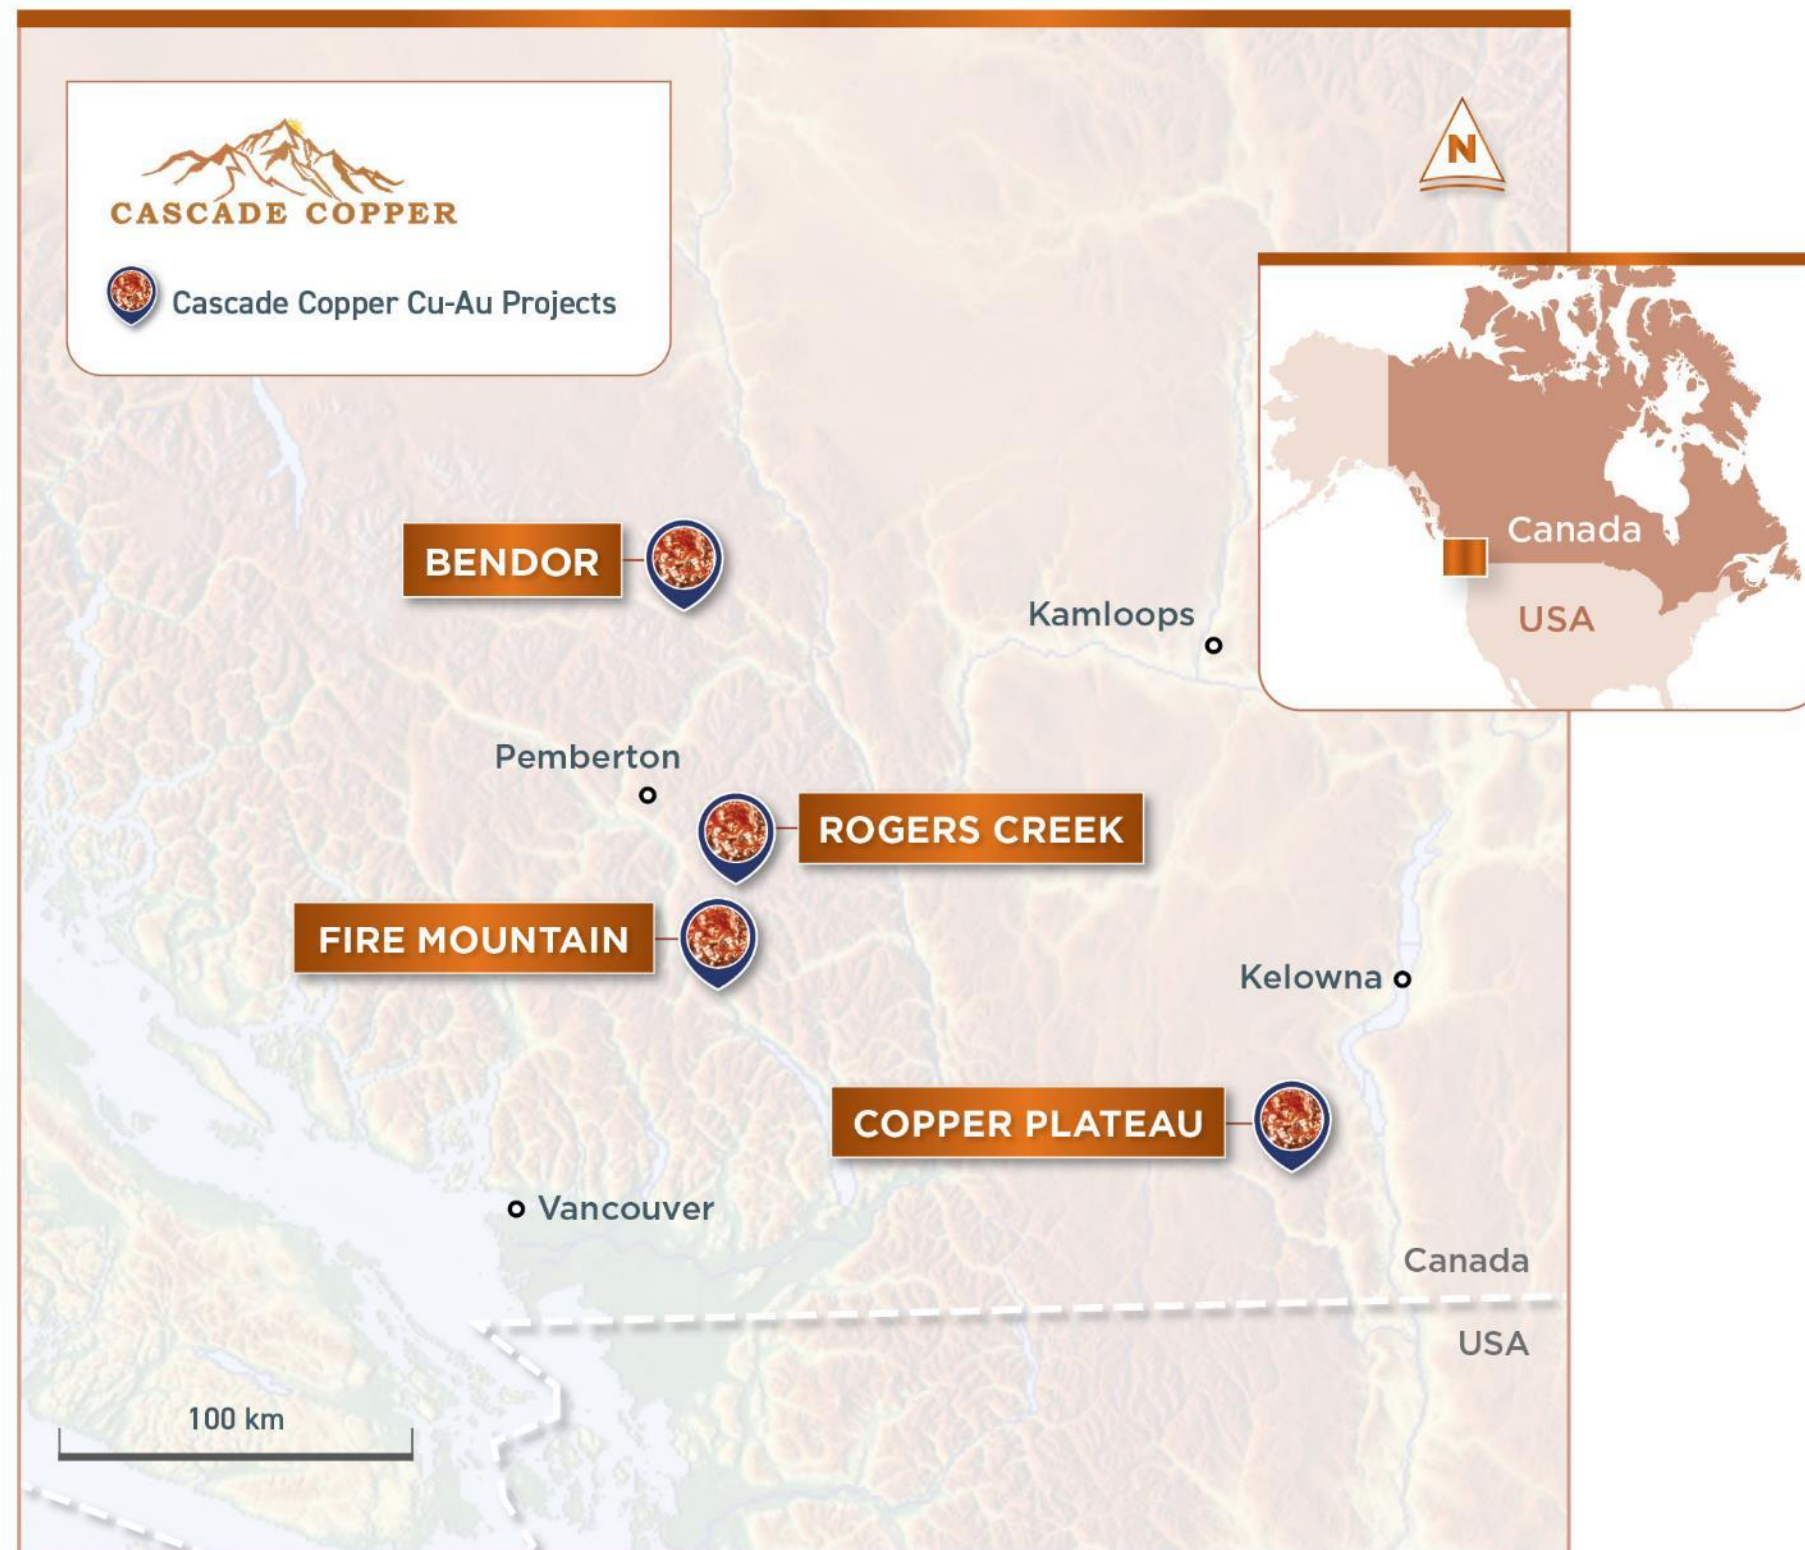 CASCADE COPPER
Cascade Copper Cu-Au Projects
N
Canada
USA
BENDOR
Kamloops
Pemberton
ROGERS CREEK
FIRE MOUNTAIN
Kelowna
COPPER PLATEAU
Vancouver
Canada
USA
100 km